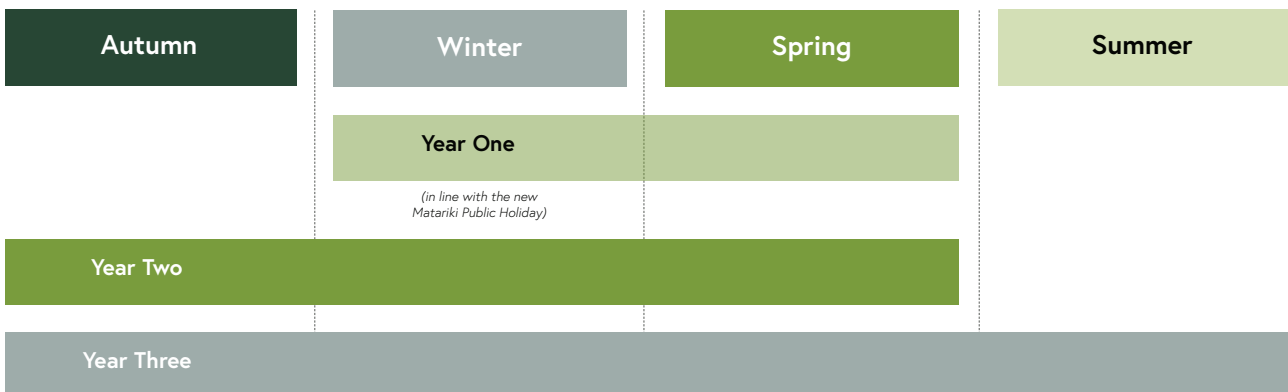 Autumn
Winter
Spring
Summer
Year One
(in line with the new
Matariki Public Holiday)
Year Two
Year Three